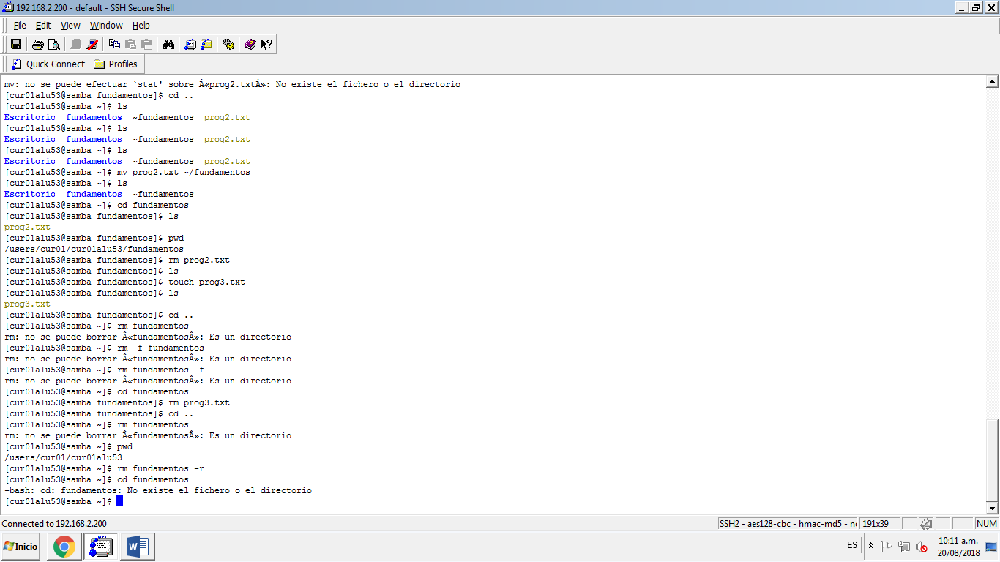 192.168.2.200 - default - SSH Secure Shell
File Edit View Window Help
Quick Connect Profiles
mv: no se puede efectuar `stat' sobre Â«prog2.txtÂ»: No existe el fichero o el directorio
[cur01alu53@samba fundamentos]$ cd ..
[cur01alu53@samba ~]$ ls
Escritorio fundamentos ~fundamentos prog2.txt
[cur01alu53@samba ~]$ ls
Escritorio fundamentos ~fundamentos prog2.txt
[cur01alu53@samba ~]$ ls
Escritorio fundamentos ~fundamentos prog2.txt
[cur01alu53@samba ~]$ mv prog2.txt ~/fundamentos
[cur01alu53@samba ~]$ ls
Escritorio fundamentos ~fundamentos
[cur01alu53@samba ~]$ cd fundamentos
[cur01alu53@samba fundamentos]$ ls
prog2.txt
[cur01alu53@samba fundamentos]$ pwd
/users/cur01/cur01alu53/fundamentos
[cur01alu53@samba fundamentos]$ rm prog2.txt
[cur01alu53@samba fundamentos]$ ls
[cur01alu53@samba fundamentos]$ touch prog3.txt
[cur01alu53@samba fundamentos]$ ls
prog3.txt
[cur01alu53@samba fundamentos]$ cd ..
[cur01alu53@samba ~]$ rm fundamentos
rm: no se puede borrar Â«fundamentosÂ»: Es un directorio
[cur01alu53@samba ~]$ rm -f fundamentos
rm: no se puede borrar Â«fundamentosÂ»: Es un directorio
[cur01alu53@samba ~]$ rm fundamentos -f
rm: no se puede borrar Â«fundamentosÂ»: Es un directorio
[cur01alu53@samba ~]$ cd fundamentos
[cur01alu53@samba fundamentos]$ rm prog3.txt
[cur01alu53@samba fundamentos]$ cd ..
[cur01alu53@samba ~]$ rm fundamentos
rm: no se puede borrar Â«fundamentosÂ»: Es un directorio
[cur01alu53@samba ~]$ pwd
/users/cur01/cur01alu53
[cur01alu53@samba ~]$ rm fundamentos -r
[cur01alu53@samba ~]$ cd fundamentos
-bash: cd: fundamentos: No existe el fichero o el directorio
[cur01alu53@samba ~]$
Connected to 192.168.2.200 SSH2 - aes128-cbc - hmac-md5 - nc 191x39 NUM
Inicio W ES 10:11 a.m.
20/08/2018